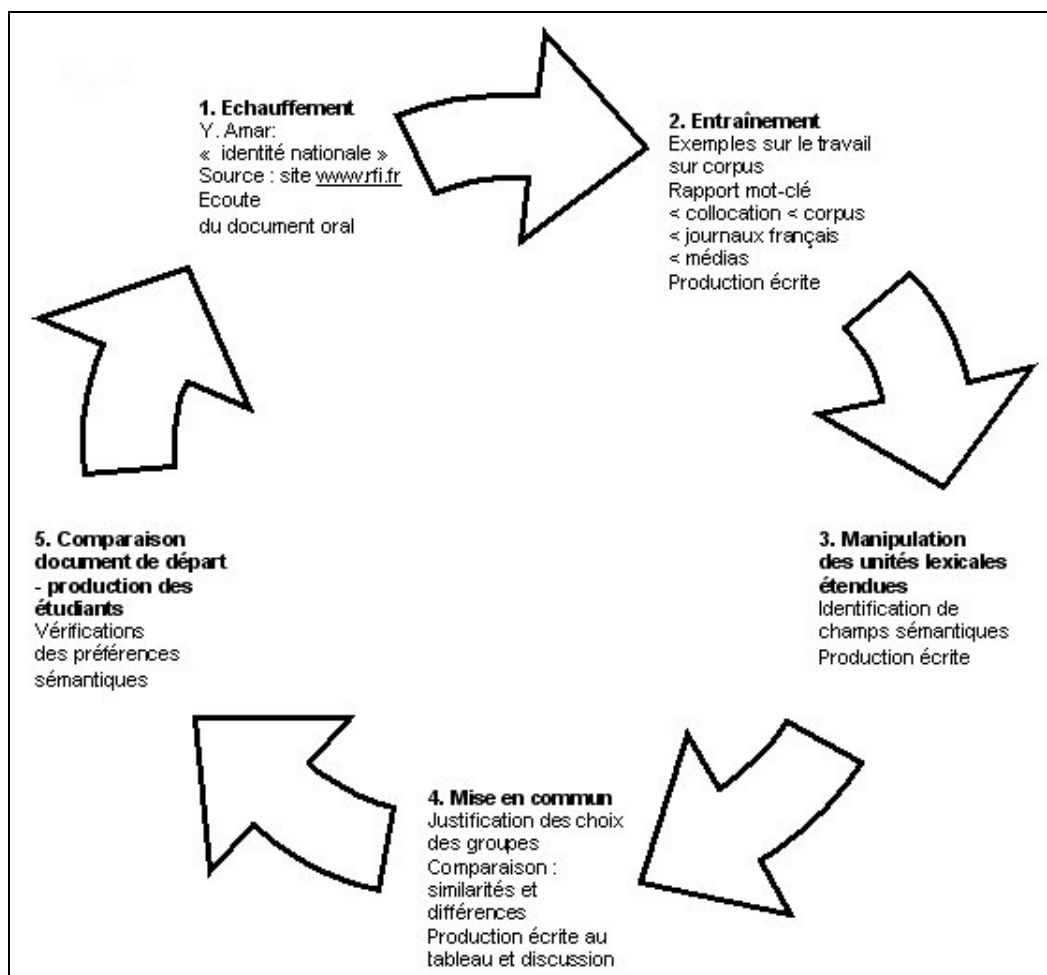 1. Echauffement
Y. Amar:
« identité nationale »
Source : site www.rfi.fr
Ecoute
du document oral
2. Entraînement
Exemples sur le travail
sur corpus
Rapport mot-clé
< collocation < corpus
< journaux français
< médias
Production écrite
3. Manipulation
des unités lexicales
étendues
Identification de
champs sémantiques
Production écrite
4. Mise en commun
Justification des choix
des groupes
Comparaison :
similarités et
différences
Production écrite au
tableau et discussion
5. Comparaison
document de départ
- production des
étudiants
Vérifications
des préférences
sémantiques